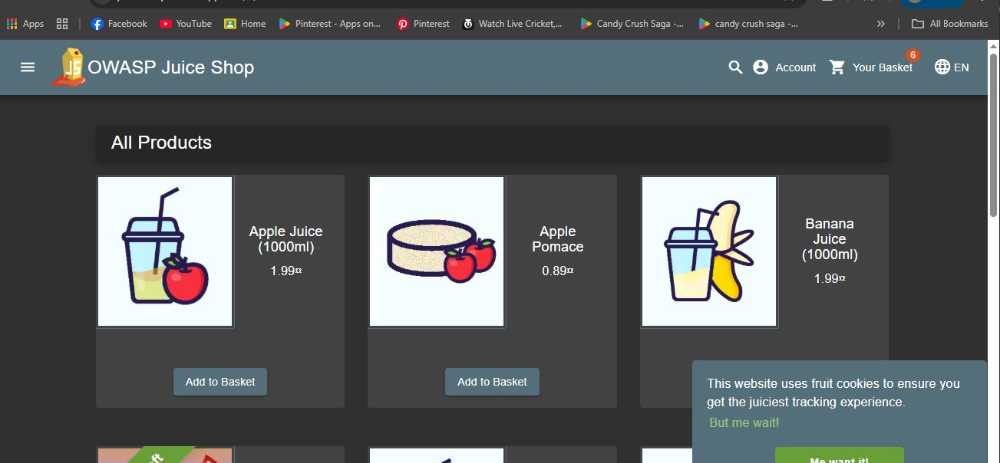 Apps
Facebook
YouTube
Home
Pinterest - Apps on...
Pinterest
Watch Live Cricket,...
Candy Crush Saga -...
candy crush saga -...
»
All Bookmarks
JS
OWASP Juice Shop
Account
Your Basket
6
EN
All Products
Apple Juice
(1000ml)
1.99¤
Apple
Pomace
0.89¤
Banana
Juice
(1000ml)
1.99¤
Add to Basket
Add to Basket
This website uses fruit cookies to ensure you
get the juiciest tracking experience.
But me wait!
Me want it!